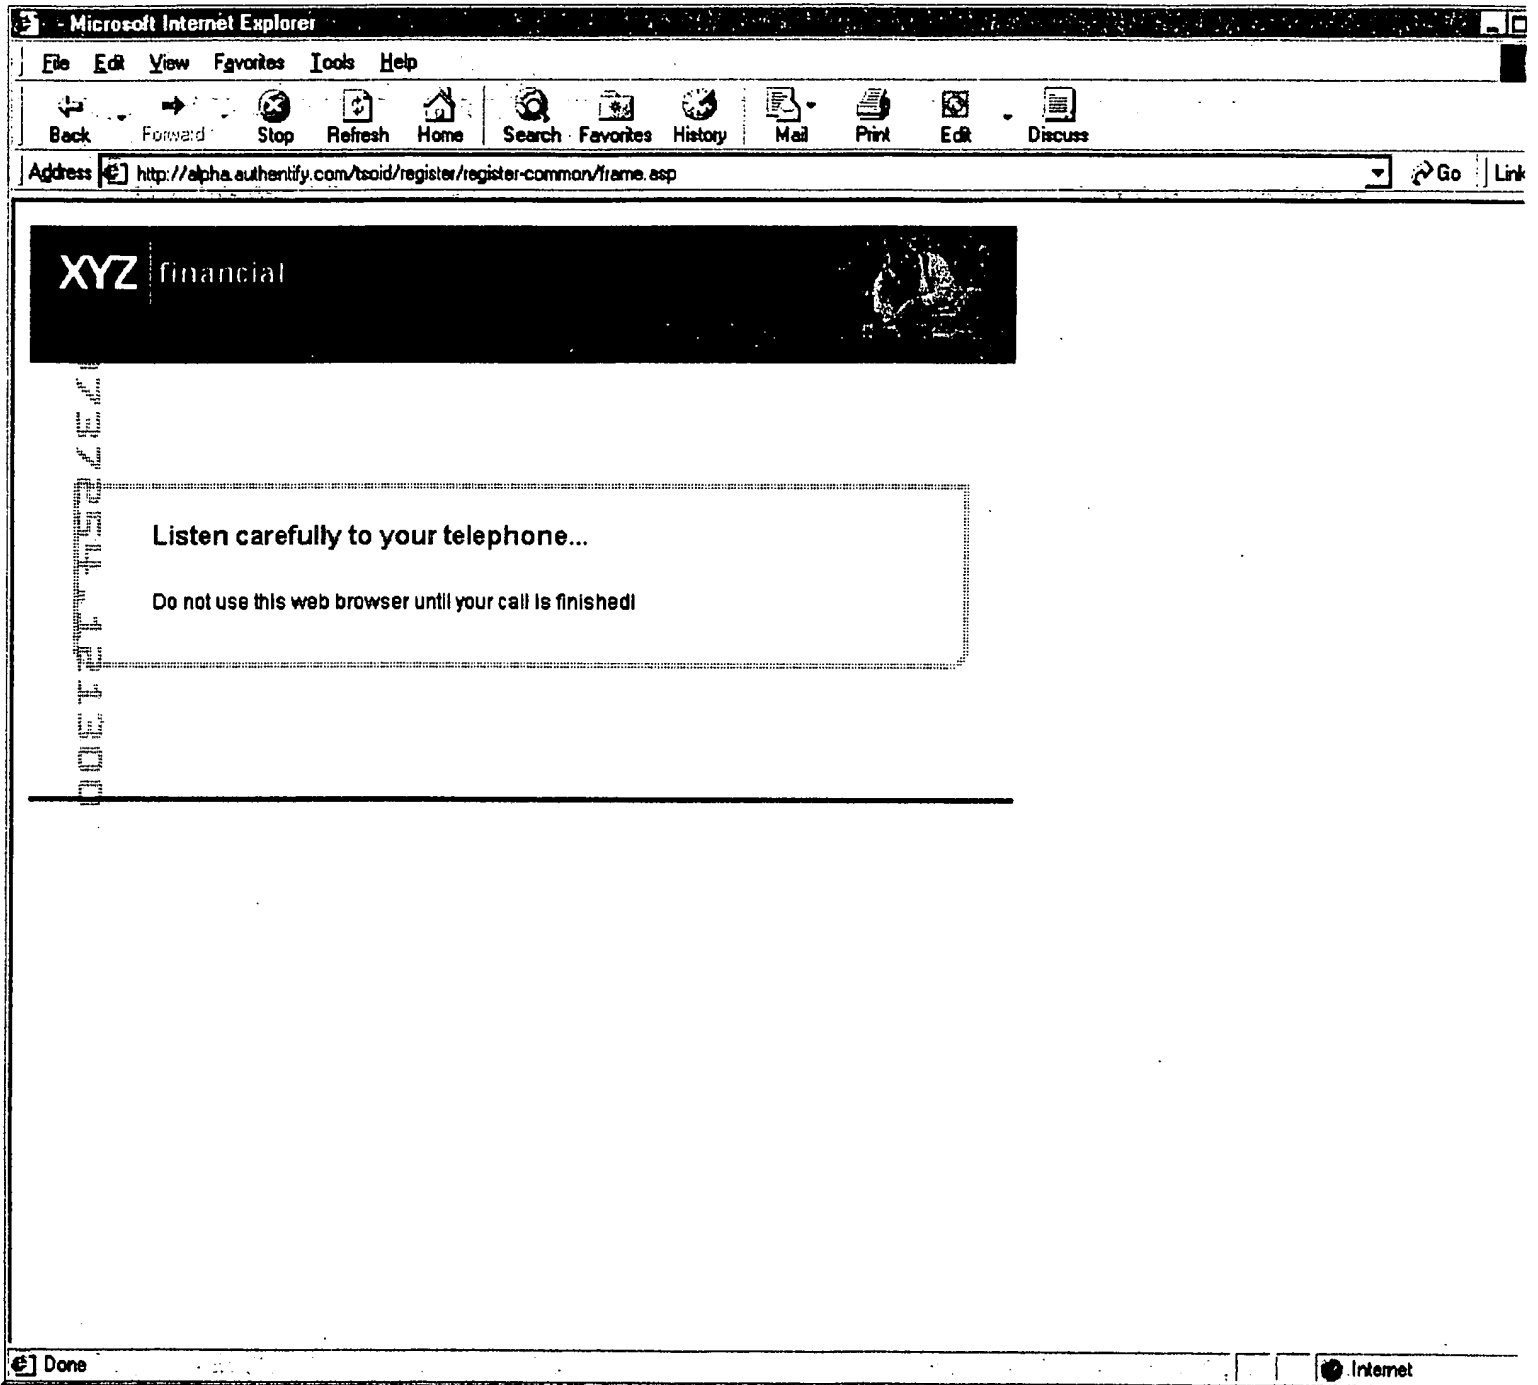 - Microsoft Internet Explorer
File Edit View Favorites Tools Help
Back Forward Stop Refresh Home Search Favorites History Mail Print Edit Discuss
Address http://alpha.authentify.com/tsoid/register/register-common/frame.asp Go Link
XYZ financial
Listen carefully to your telephone...
Do not use this web browser until your call is finished!
Done Internet